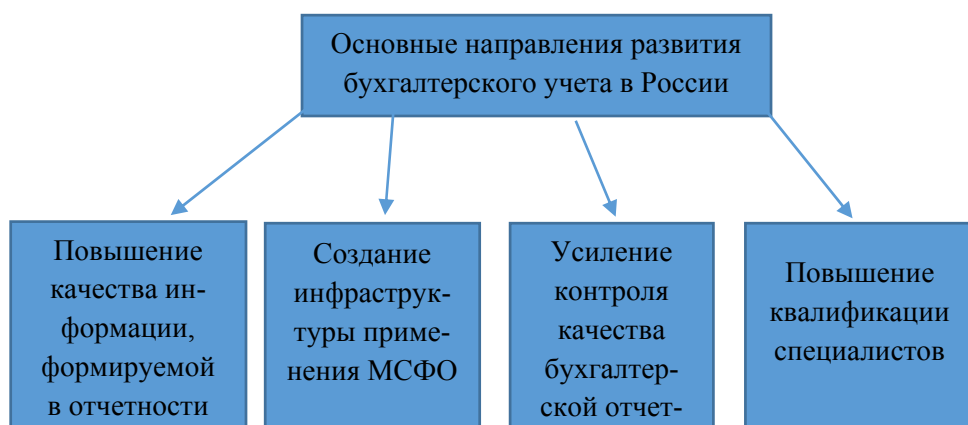 Основные направления развития
бухгалтерского учета в России
Повышение
качества ин-
формации,
формируемой
в отчетности
Создание
инфраструк-
туры приме-
нения МСФО
Усиление
контроля
качества
бухгалтер-
ской отчет-
Повышение
квалификации
специалистов